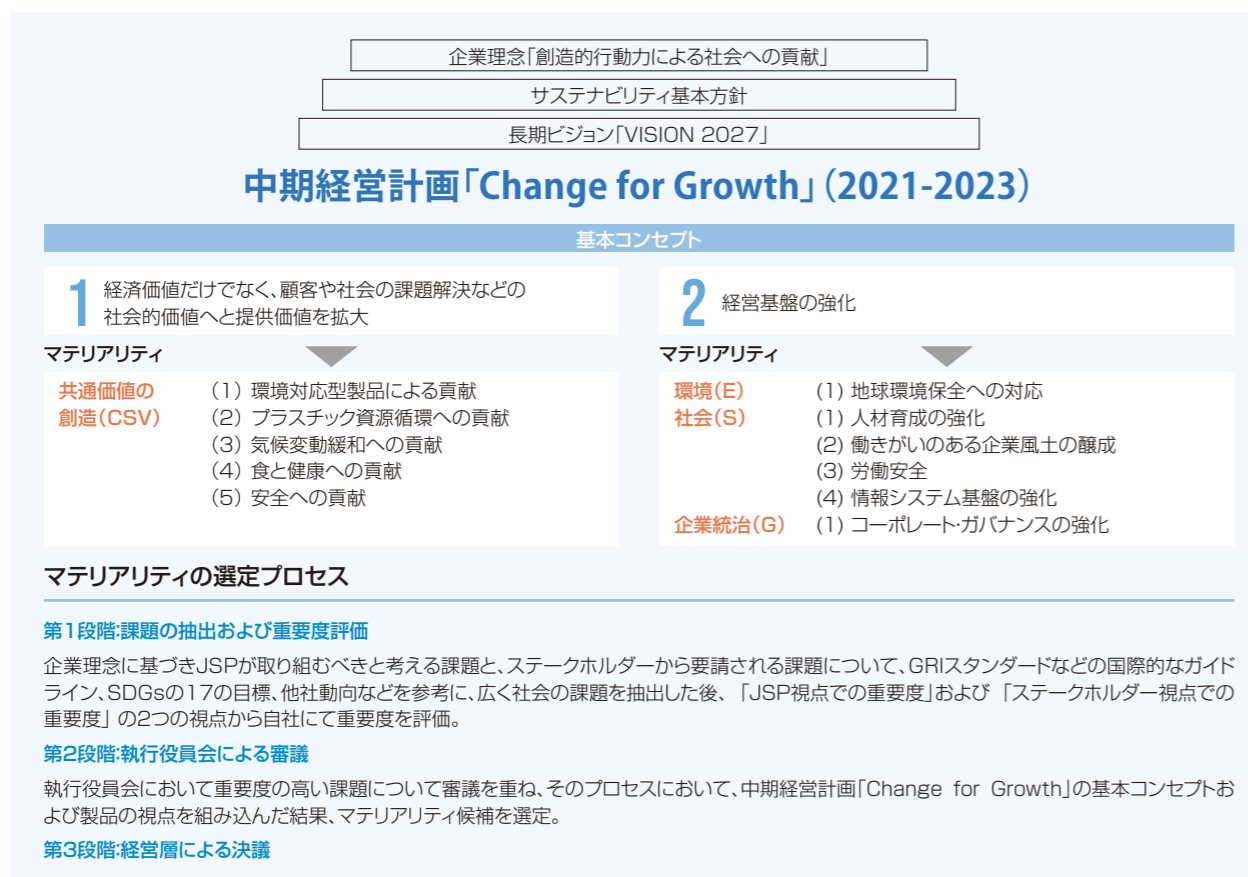 企業理念「創造的行動力による社会への貢献」
サステナビリティ基本方針
長期ビジョン「VISION 2027」
中期経営計画「Change for Growth」（2021-2023）
基本コンセプト
1
経済価値だけでなく、顧客や社会の課題解決などの
社会的価値へと提供価値を拡大
マテリアリティ
共通価値の
創造（CSV）
（1） 環境対応型製品による貢献
（2） プラスチック資源循環への貢献
（3） 気候変動緩和への貢献
（4） 食と健康への貢献
（5） 安全への貢献
2
経営基盤の強化
マテリアリティ
環境（E） (1) 地球環境保全への対応
社会（S） (1) 人材育成の強化
(2) 働きがいのある企業風土の醸成
(3) 労働安全
(4) 情報システム基盤の強化
企業統治（G） (1) コーポレート・ガバナンスの強化
マテリアリティの選定プロセス
第1段階:課題の抽出および重要度評価
企業理念に基づきJSPが取り組むべきと考える課題と、ステークホルダーから要請される課題について、GRIスタンダードなどの国際的なガイド
ライン、SDGsの17の目標、他社動向などを参考に、広く社会の課題を抽出した後、「JSP視点での重要度」および 「ステークホルダー視点での
重要度」 の2つの視点から自社にて重要度を評価。
第2段階:執行役員会による審議
執行役員会において重要度の高い課題について審議を重ね、そのプロセスにおいて、中期経営計画「Change for Growth」の基本コンセプトお
よび製品の視点を組み込んだ結果、マテリアリティ候補を選定。
第3段階:経営層による決議